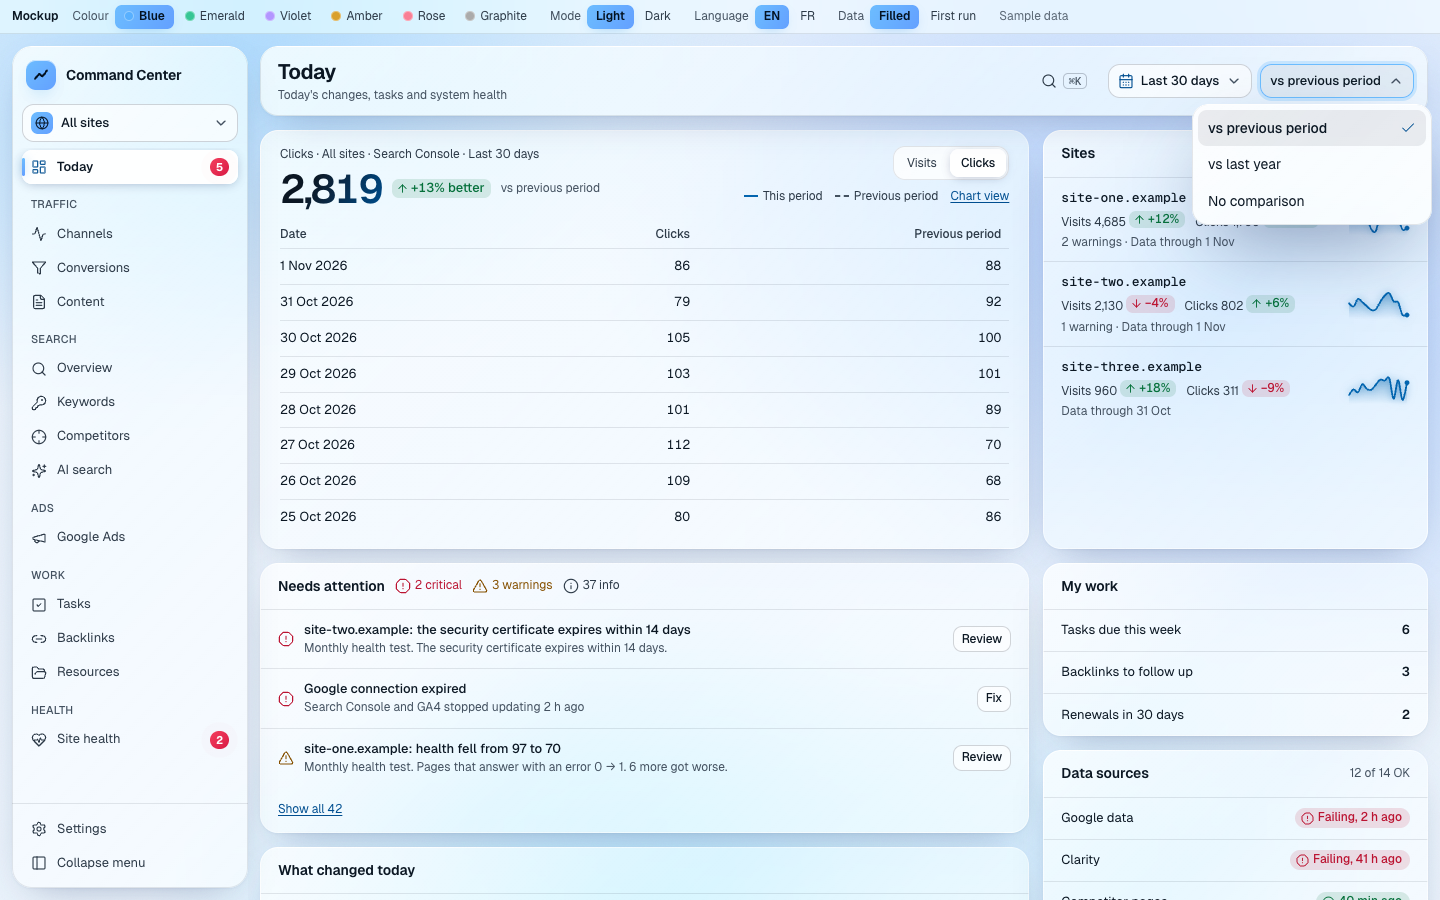 Mockup Colour Blue Emerald Violet Amber Rose Graphite Mode Light Dark Language EN FR Data Filled First run Sample data
Command Center
All sites
Today 5
TRAFFIC
Channels
Conversions
Content
SEARCH
Overview
Keywords
Competitors
AI search
ADS
Google Ads
WORK
Tasks
Backlinks
Resources
HEALTH
Site health 2
Settings
Collapse menu
Today
Today's changes, tasks and system health
⌘K
Last 30 days
vs previous period
vs previous period
vs last year
No comparison
Clicks · All sites · Search Console · Last 30 days
Visits Clicks
2,819 ↑ +13% better vs previous period
This period Previous period Chart view
Date Clicks Previous period
1 Nov 2026 86 88
31 Oct 2026 79 92
30 Oct 2026 105 100
29 Oct 2026 103 101
28 Oct 2026 101 89
27 Oct 2026 112 70
26 Oct 2026 109 68
25 Oct 2026 80 86
Sites
site-one.example
Visits 4,685 ↑ +12%
2 warnings · Data through 1 Nov
site-two.example
Visits 2,130 ↓ −4% Clicks 802 ↑ +6%
1 warning · Data through 1 Nov
site-three.example
Visits 960 ↑ +18% Clicks 311 ↓ −9%
Data through 31 Oct
Needs attention 2 critical 3 warnings 37 info
site-two.example: the security certificate expires within 14 days
Monthly health test. The security certificate expires within 14 days.
Review
Google connection expired
Search Console and GA4 stopped updating 2 h ago
Fix
site-one.example: health fell from 97 to 70
Monthly health test. Pages that answer with an error 0 → 1. 6 more got worse.
Review
Show all 42
My work
Tasks due this week 6
Backlinks to follow up 3
Renewals in 30 days 2
Data sources 12 of 14 OK
Google data Failing, 2 h ago
Clarity Failing, 41 h ago
What changed today